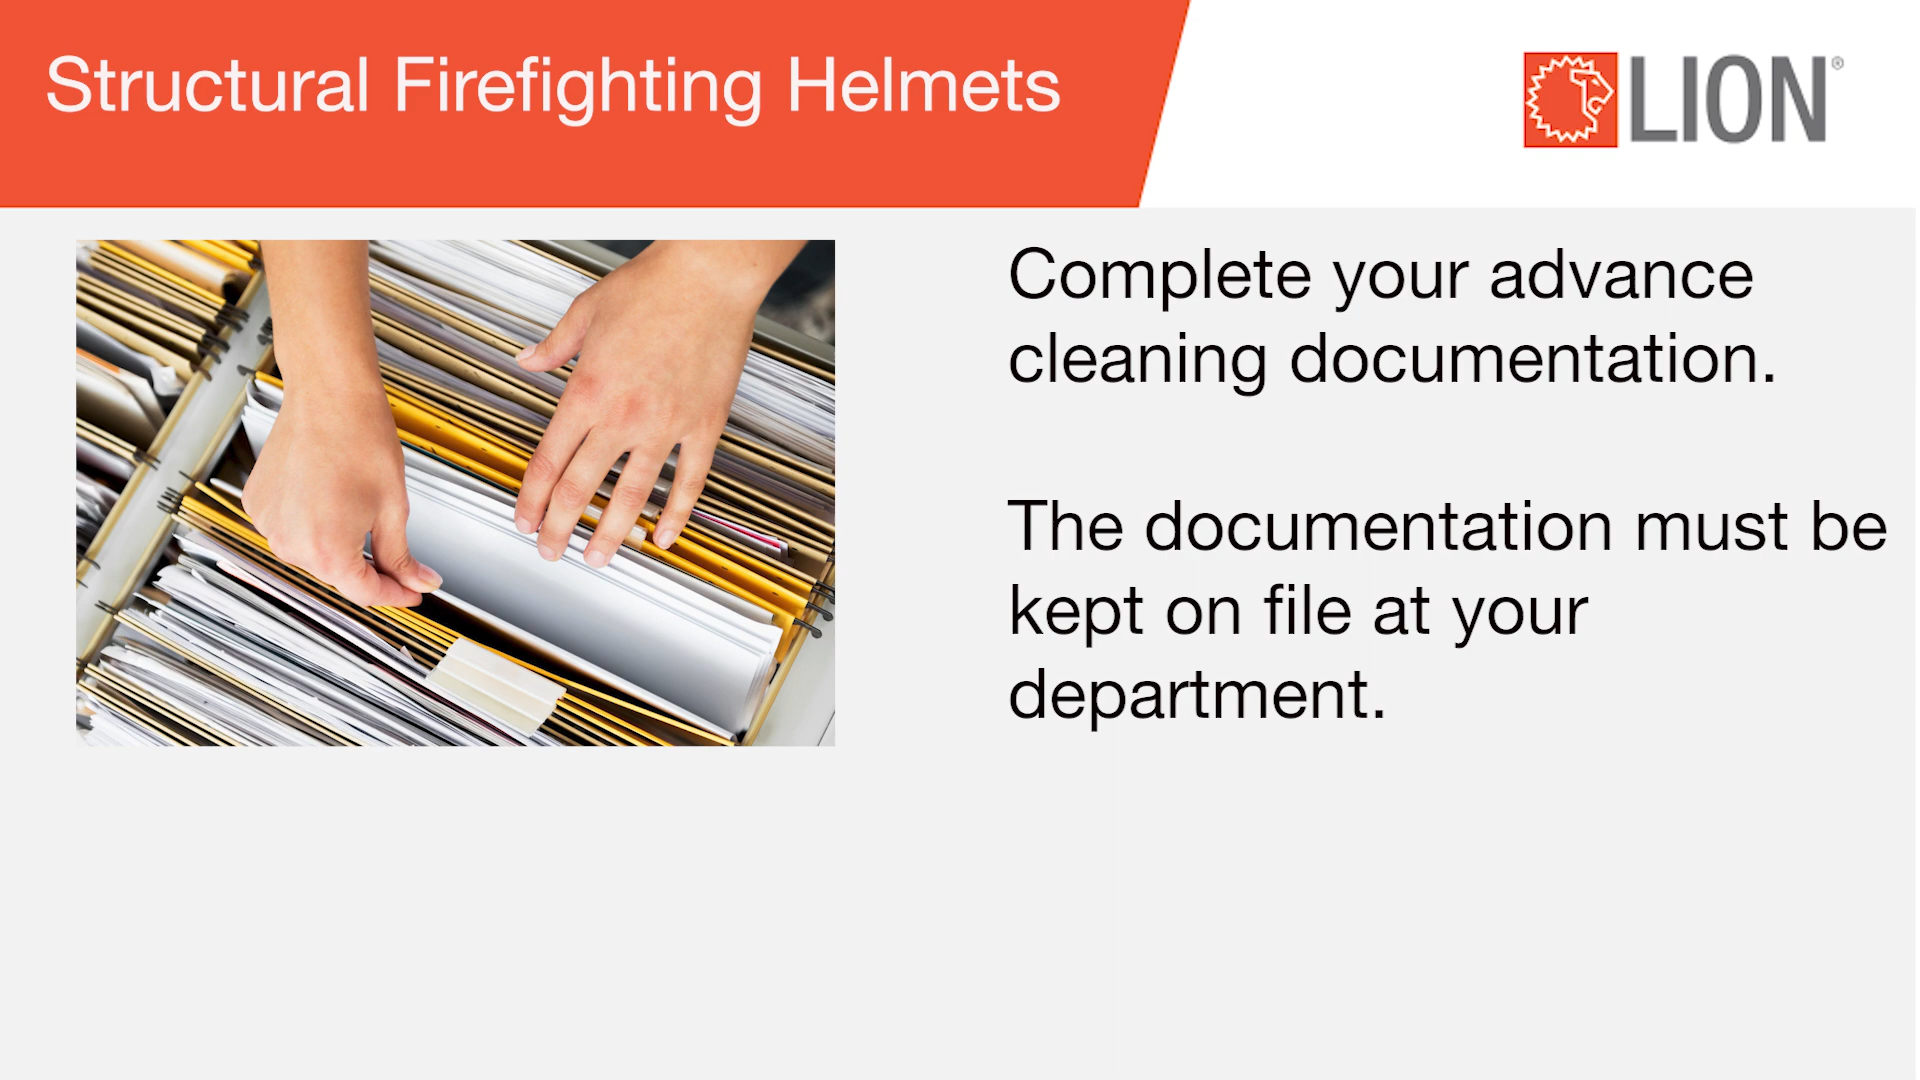 Structural Firefighting Helmets
LION®
Complete your advance
cleaning documentation.
The documentation must be
kept on file at your
department.